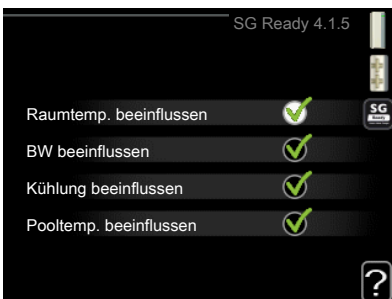 SG Ready 4.1.5
Raumtemp. beeinflussen
SG
Ready
BW beeinflussen
Kühlung beeinflussen
Pooltemp. beeinflussen
?